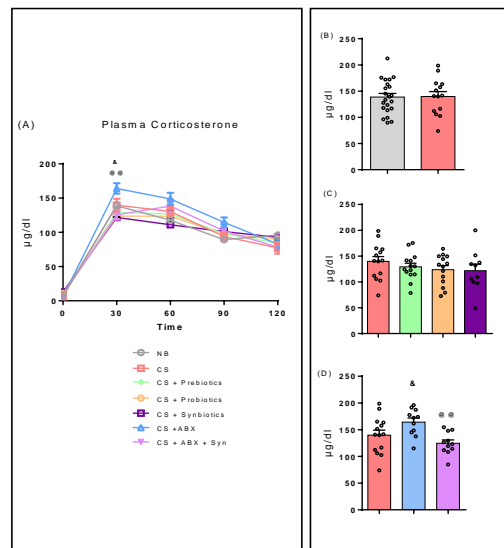 (A)
Plasma Corticosterone
&
@@
200
150
100
50
0
µg/dl
0
30
60
90
120
Time
NB
CS
CS + Prebiotics
CS + Probiotics
CS + Synbiotics
CS +ABX
CS + ABX + Syn
(B)
250
200
150
100
50
0
µg/dl
(C)
200
150
100
50
0
µg/dl
(D)
&
@@
250
200
150
100
50
0
µg/dl